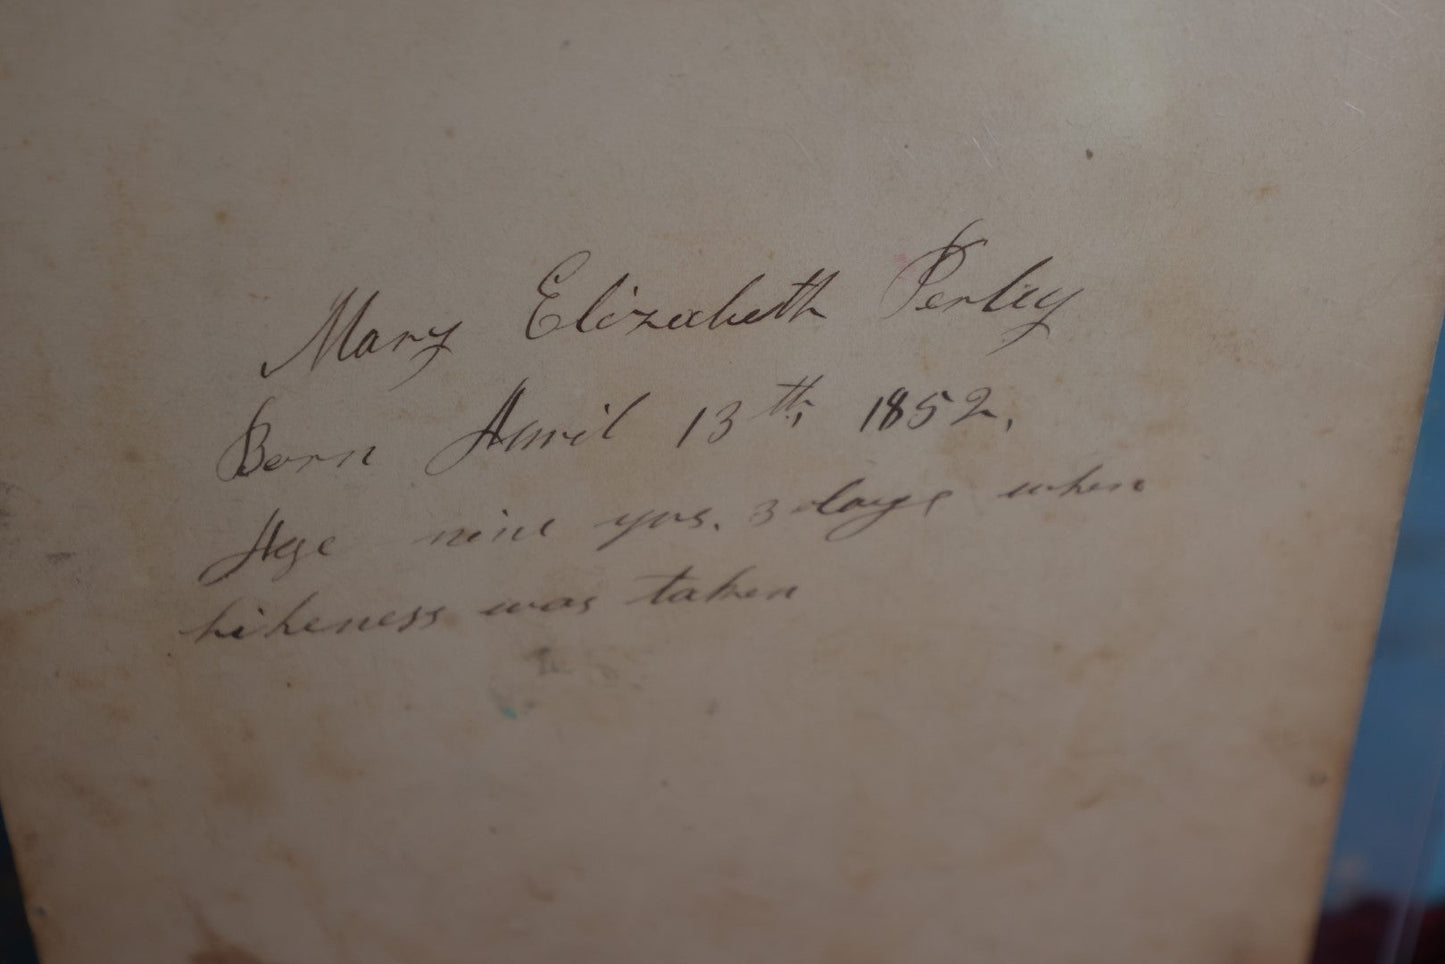 Mary Elizabeth Perley
Born April 13th, 1852,
Age nine yrs. 3 days when
likeness was taken